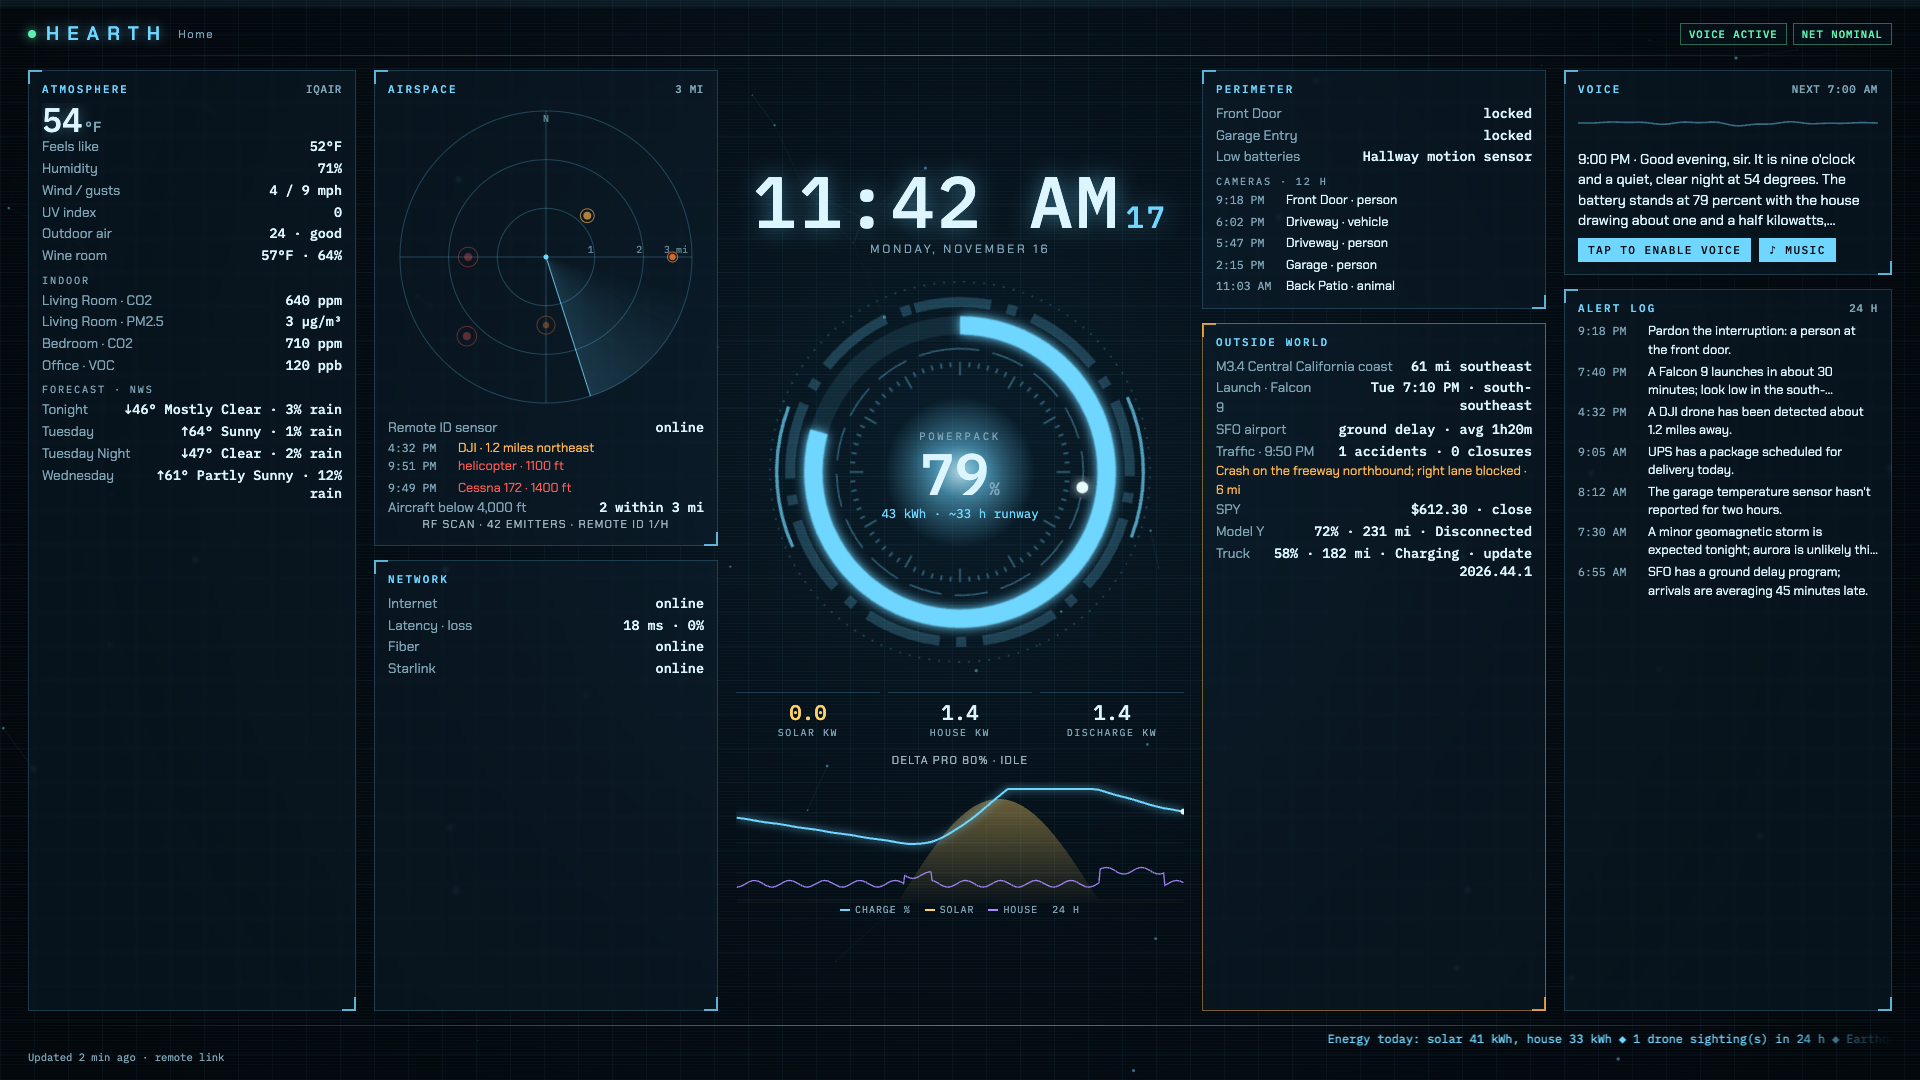 HEARTH Home
VOICE ACTIVE
NET NOMINAL
ATMOSPHERE IQAIR
54 °F
Feels like 52°F
Humidity 71%
Wind / gusts 4 / 9 mph
UV index 0
Outdoor air 24 · good
Wine room 57°F · 64%
INDOOR
Living Room · CO2 640 ppm
Living Room · PM2.5 3 µg/m³
Bedroom · CO2 710 ppm
Office · VOC 120 ppb
FORECAST · NWS
Tonight ↓46° Mostly Clear · 3% rain
Tuesday ↑64° Sunny · 1% rain
Tuesday Night ↓47° Clear · 2% rain
Wednesday ↑61° Partly Sunny · 12%
rain
AIRSPACE 3 MI
N
1 2 3 mi
Remote ID sensor online
4:32 PM DJI · 1.2 miles northeast
9:51 PM helicopter · 1100 ft
9:49 PM Cessna 172 · 1400 ft
Aircraft below 4,000 ft 2 within 3 mi
RF SCAN · 42 EMITTERS · REMOTE ID 1/H
NETWORK
Internet online
Latency · loss 18 ms · 0%
Fiber online
Starlink online
11:42 AM 17
MONDAY, NOVEMBER 16
POWERPACK
79%
43 kWh · ~33 h runway
0.0 1.4 1.4
SOLAR KW HOUSE KW DISCHARGE KW
DELTA PRO 80% · IDLE
CHARGE % SOLAR HOUSE 24 H
PERIMETER
Front Door locked
Garage Entry locked
Low batteries Hallway motion sensor
CAMERAS · 12 H
9:18 PM Front Door · person
6:02 PM Driveway · vehicle
5:47 PM Driveway · person
2:15 PM Garage · person
11:03 AM Back Patio · animal
OUTSIDE WORLD
M3.4 Central California coast 61 mi southeast
Launch · Falcon Tue 7:10 PM · south-
9 southeast
SFO airport ground delay · avg 1h20m
Traffic · 9:50 PM 1 accidents · 0 closures
Crash on the freeway northbound; right lane blocked ·
6 mi
SPY $612.30 · close
Model Y 72% · 231 mi · Disconnected
Truck 58% · 182 mi · Charging · update
2026.44.1
VOICE NEXT 7:00 AM
9:00 PM · Good evening, sir. It is nine o'clock
and a quiet, clear night at 54 degrees. The
battery stands at 79 percent with the house
drawing about one and a half kilowatts,...
TAP TO ENABLE VOICE
♪ MUSIC
ALERT LOG 24 H
9:18 PM Pardon the interruption: a person at
the front door.
7:40 PM A Falcon 9 launches in about 30
minutes; look low in the south-...
4:32 PM A DJI drone has been detected about
1.2 miles away.
9:05 AM UPS has a package scheduled for
delivery today.
8:12 AM The garage temperature sensor hasn't
reported for two hours.
7:30 AM A minor geomagnetic storm is
expected tonight; aurora is unlikely thi...
6:55 AM SFO has a ground delay program;
arrivals are averaging 45 minutes late.
Energy today: solar 41 kWh, house 33 kWh ◆ 1 drone sighting(s) in 24 h ◆ Earth
Updated 2 min ago · remote link